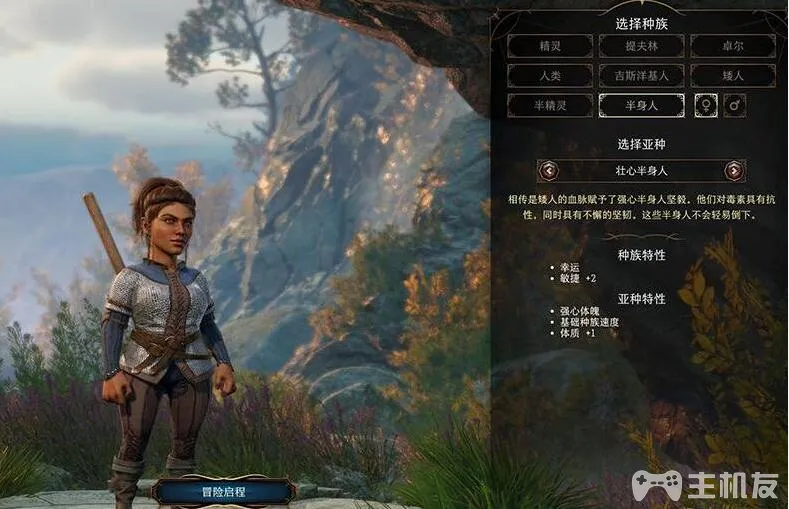 选择种族
精灵 提夫林 卓尔
人类 吉斯洋基人 矮人
半精灵 半身人
选择亚种
壮心半身人
相传是矮人的血脉赋予了强心半身人坚毅。他们对毒素具有抗
性，同时具有不懈的坚韧。这些半身人不会轻易倒下。
种族特性
幸运
敏捷 +2
亚种特性
强心体魄
基础种族速度
体质 +1
冒险启程
主机友